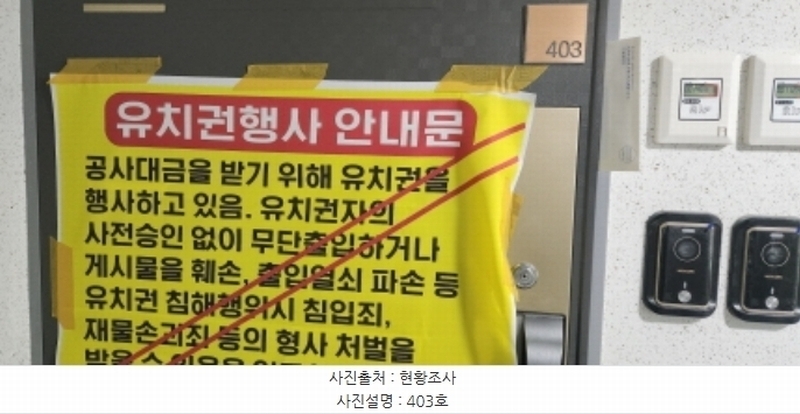 403
유치권행사 안내문
공사대금을 받기 위해 유치권을
행사하고 있음. 유치권자의
사전승인 없이 무단출입하거나
게시물을 훼손, 출입열쇠 파손 등
유치권 침해행위시 침입죄,
재물손괴죄 등의 형사 처벌을
받을 수
사진출처 : 현황조사
사진설명 : 403호